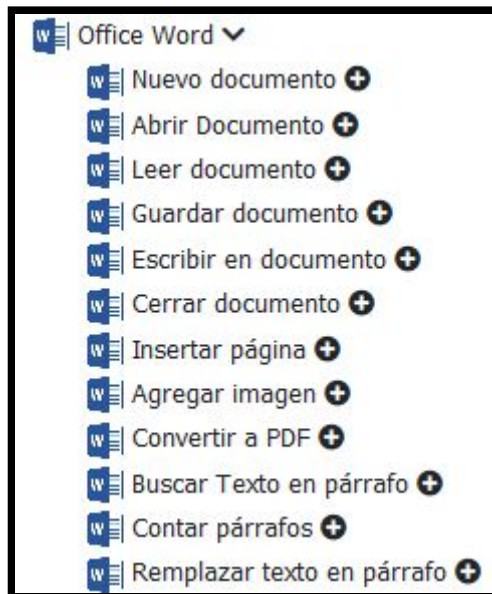 Office Word
Nuevo documento
Abrir Documento
Leer documento
Guardar documento
Escribir en documento
Cerrar documento
Insertar página
Agregar imagen
Convertir a PDF
Buscar Texto en párrafo
Contar párrafos
Remplazar texto en párrafo